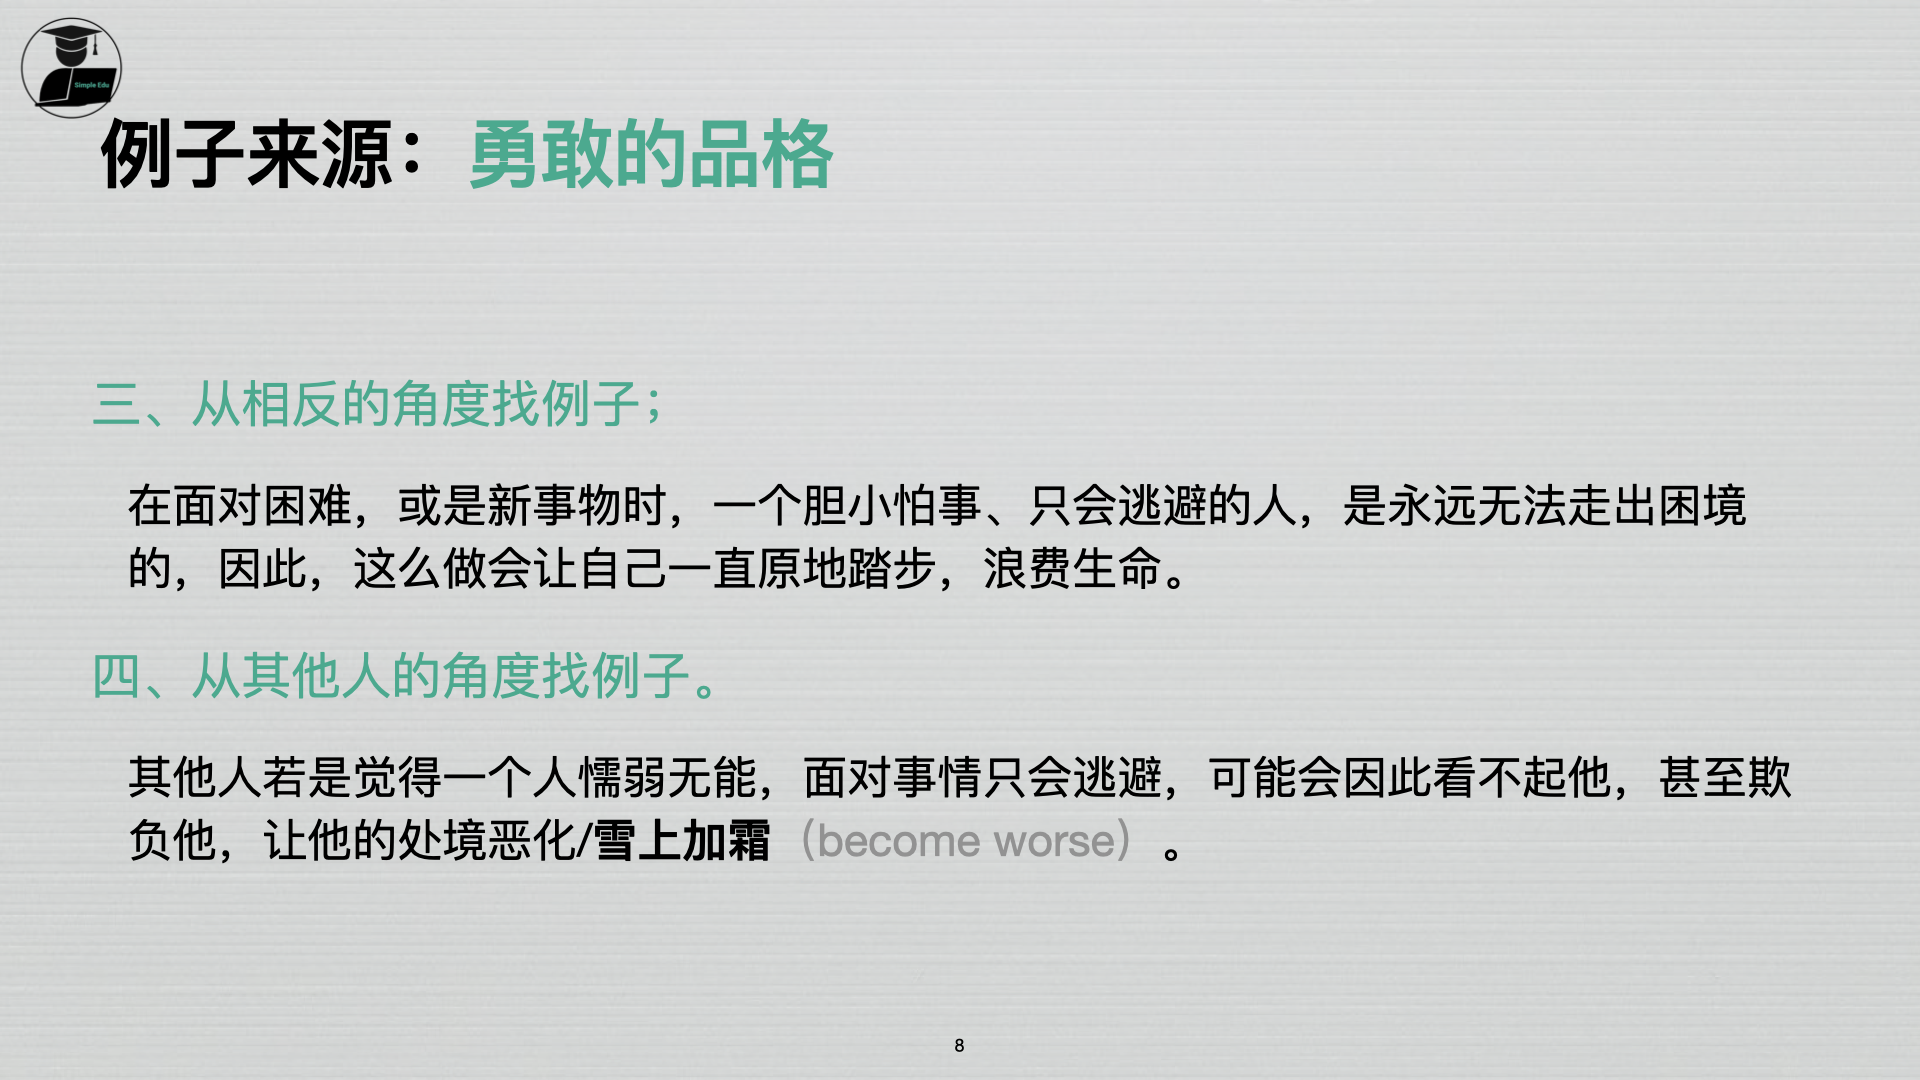 Simple Edu
例子来源：勇敢的品格
三、从相反的角度找例子；
在面对困难，或是新事物时，一个胆小怕事、只会逃避的人，是永远无法走出困境
的，因此，这么做会让自己一直原地踏步，浪费生命。
四、从其他人的角度找例子。
其他人若是觉得一个人懦弱无能，面对事情只会逃避，可能会因此看不起他，甚至欺
负他，让他的处境恶化/雪上加霜（become worse）。
8